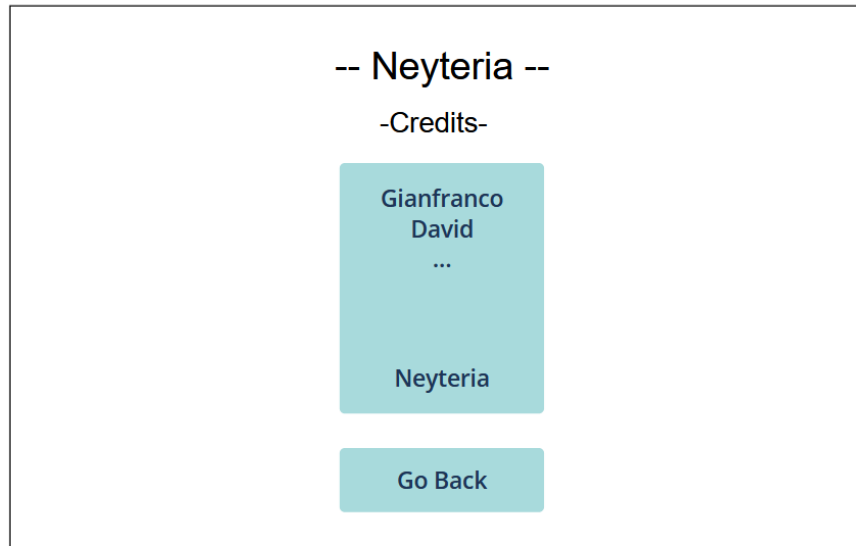 -- Neyteria --
-Credits-
Gianfranco
David
...
Neyteria
Go Back